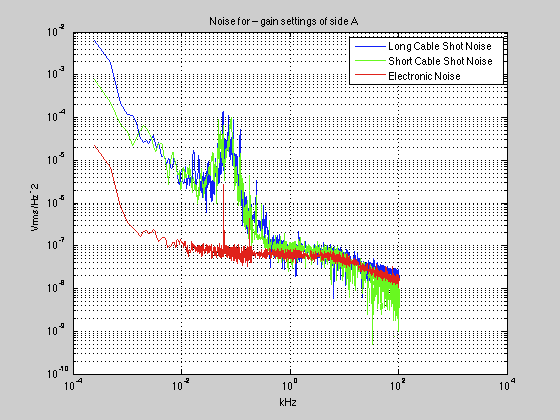 Noise for – gain settings of side A
Long Cable Shot Noise
Short Cable Shot Noise
Electronic Noise
Vrms/Hz^2
10^-2
10^-3
10^-4
10^-5
10^-6
10^-7
10^-8
10^-9
10^-10
10^-4
10^-2
10^0
10^2
10^4
kHz